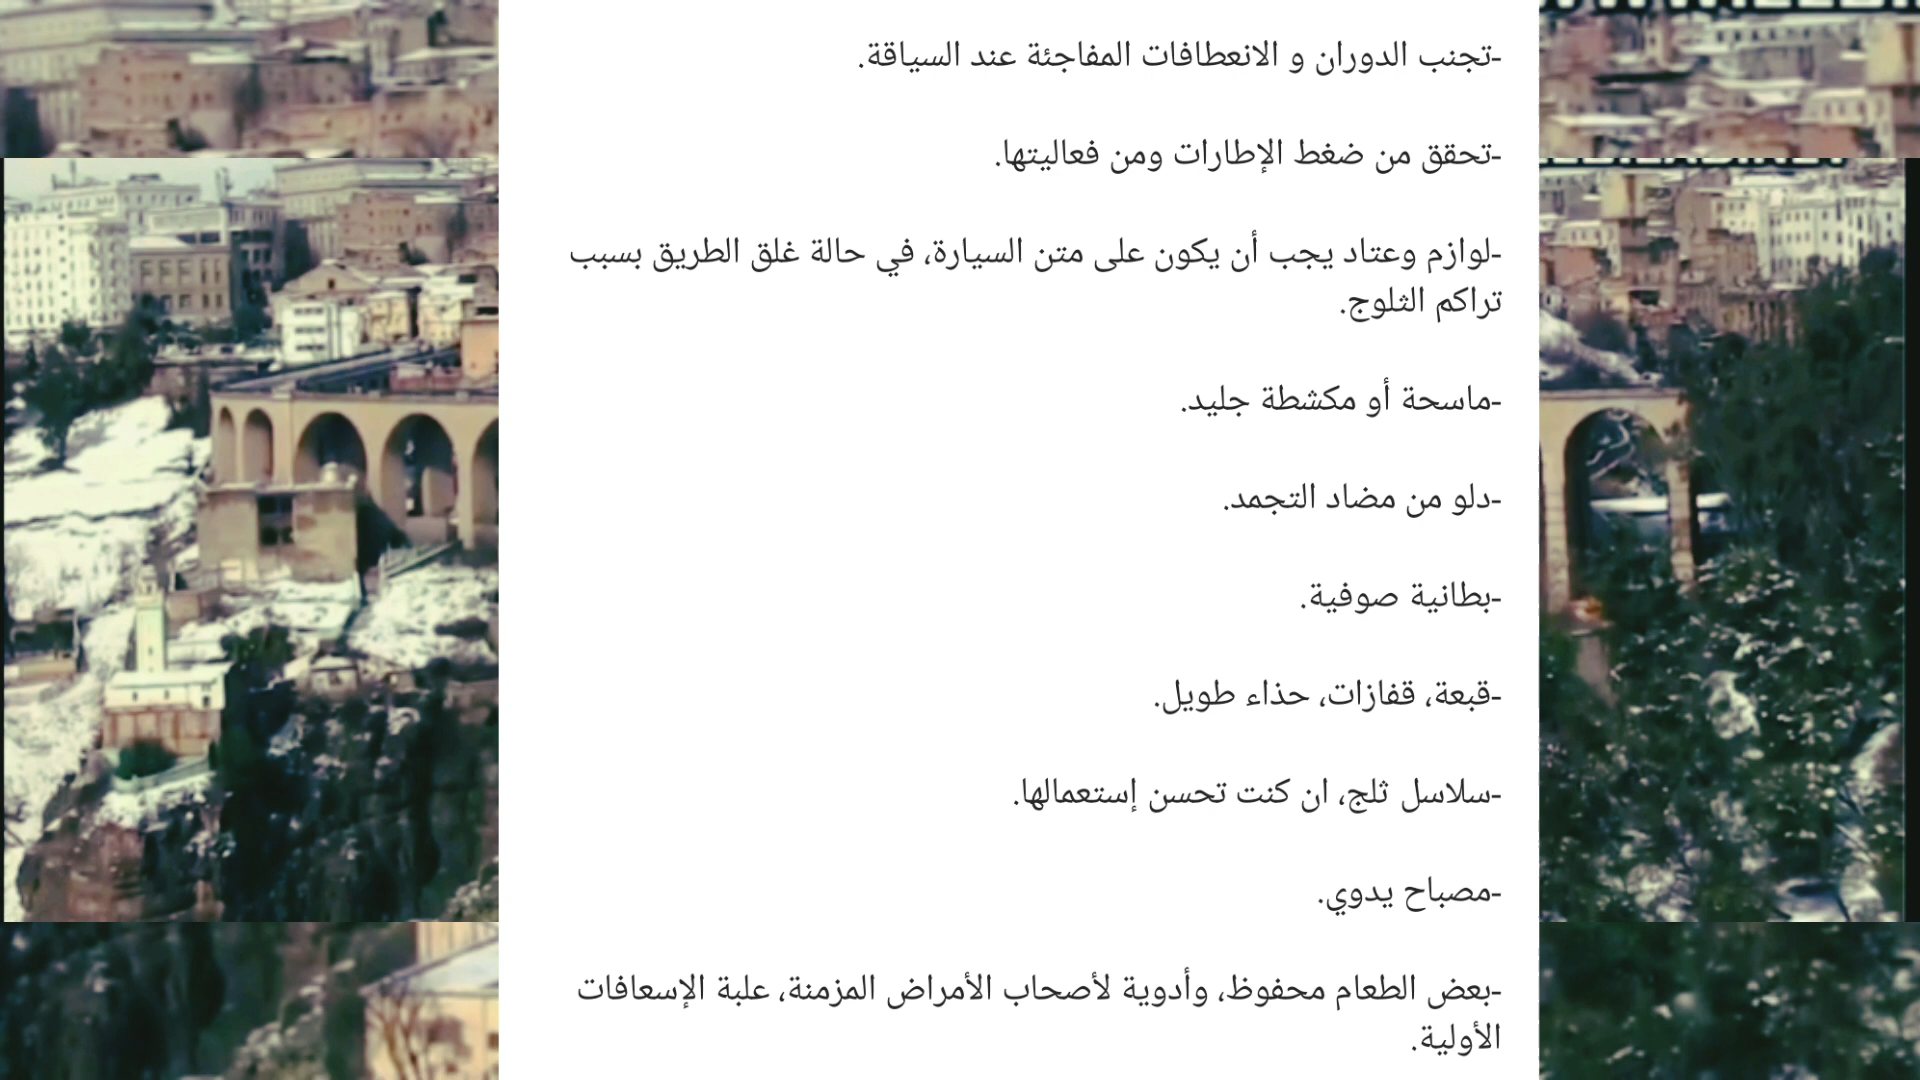 -تجنب الدوران و الانعطافات المفاجئة عند السياقة.
-تحقق من ضغط الإطارات ومن فعاليتها.
-لوازم وعتاد يجب أن يكون على متن السيارة، في حالة غلق الطريق بسبب
تراكم الثلوج.
-ماسحة أو مكشطة جليد.
-دلو من مضاد التجمد.
-بطانية صوفية.
-قبعة، قفازات، حذاء طويل.
-سلاسل ثلج، ان كنت تحسن إستعمالها.
-مصباح يدوي.
-بعض الطعام محفوظ، وأدوية لأصحاب الأمراض المزمنة، علبة الإسعافات
الأولية.